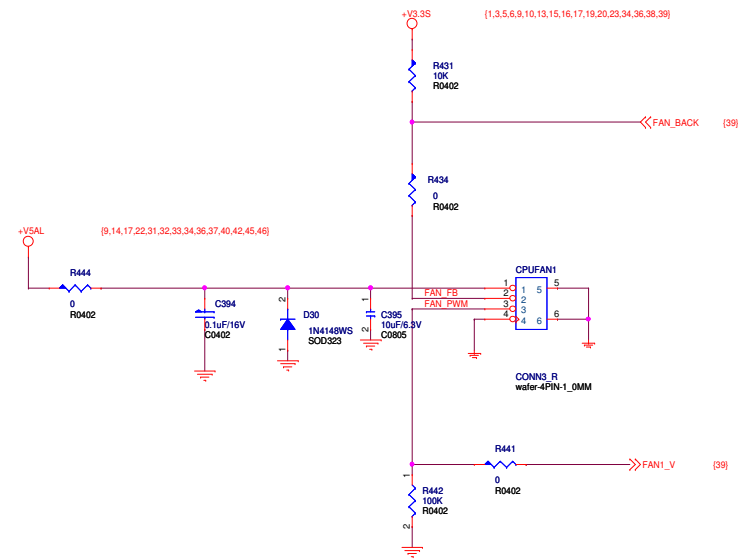 +V3.3S
{1,3,5,6,9,10,13,15,16,17,19,20,23,34,36,38,39}
R431
10K
R0402
FAN_BACK
{39}
R434
0
R0402
+V5AL
{9,14,17,22,31,32,33,34,36,37,40,42,45,46}
R444
0
R0402
C394
0.1uF/16V
C0402
2
D30
1N4148WS
SOD323
1
1
C395
10uF/6.3V
2
C0805
FAN_FB
FAN_PWM
CPUFAN1
1 1 5 5
2 2
3 3
4 4 6 6
CONN3_R
wafer-4PIN-1_0MM
R441
0
R0402
FAN1_V
{39}
1
R442
100K
R0402
2